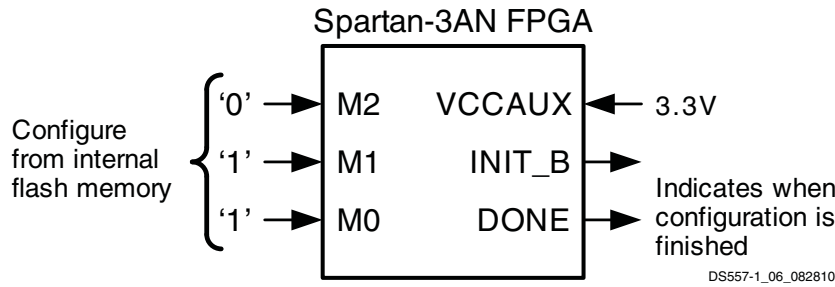 Spartan-3AN FPGA
Configure
from internal
flash memory
‘0’ M2 VCCAUX 3.3V
‘1’ M1 INIT_B
‘1’ M0 DONE
Indicates when
configuration is
finished
DS557-1_06_082810